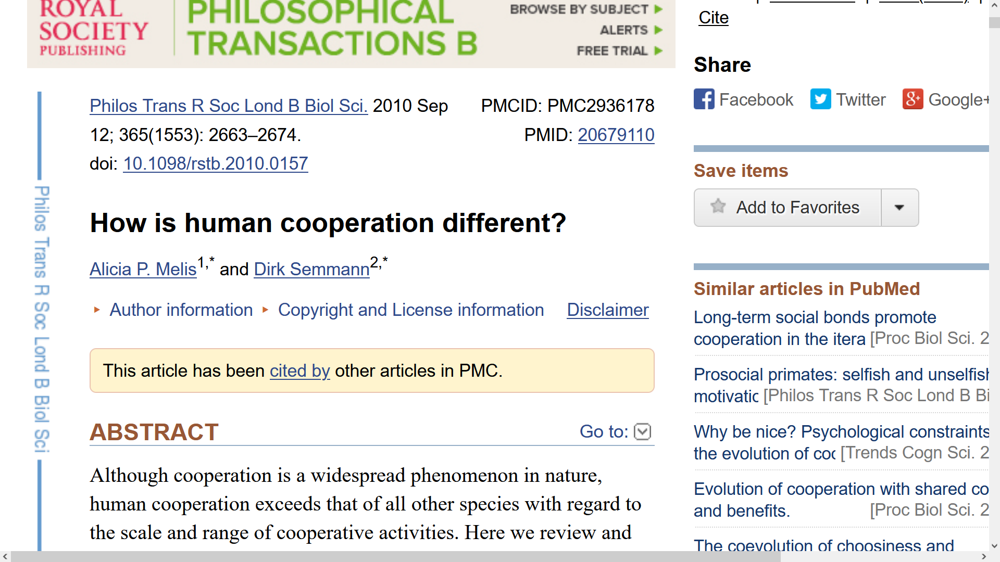 ROYAL
SOCIETY
PUBLISHING
PHILOSOPHICAL
TRANSACTIONS B
BROWSE BY SUBJECT
ALERTS
FREE TRIAL
Philos Trans R Soc Lond B Biol Sci
Philos Trans R Soc Lond B Biol Sci. 2010 Sep
12; 365(1553): 2663–2674.
doi: 10.1098/rstb.2010.0157
PMCID: PMC2936178
PMID: 20679110
How is human cooperation different?
Alicia P. Melis1,* and Dirk Semmann2,*
Author information Copyright and License information Disclaimer
This article has been cited by other articles in PMC.
ABSTRACT Go to:
Although cooperation is a widespread phenomenon in nature,
human cooperation exceeds that of all other species with regard to
the scale and range of cooperative activities. Here we review and
Cite
Share
Facebook Twitter Google+
Save items
Add to Favorites
Similar articles in PubMed
Long-term social bonds promote
cooperation in the itera [Proc Biol Sci. 2
Prosocial primates: selfish and unselfish
motivatic [Philos Trans R Soc Lond B Bi
Why be nice? Psychological constraints
the evolution of coc [Trends Cogn Sci. 2
Evolution of cooperation with shared co
and benefits. [Proc Biol Sci. 2
The coevolution of choosiness and